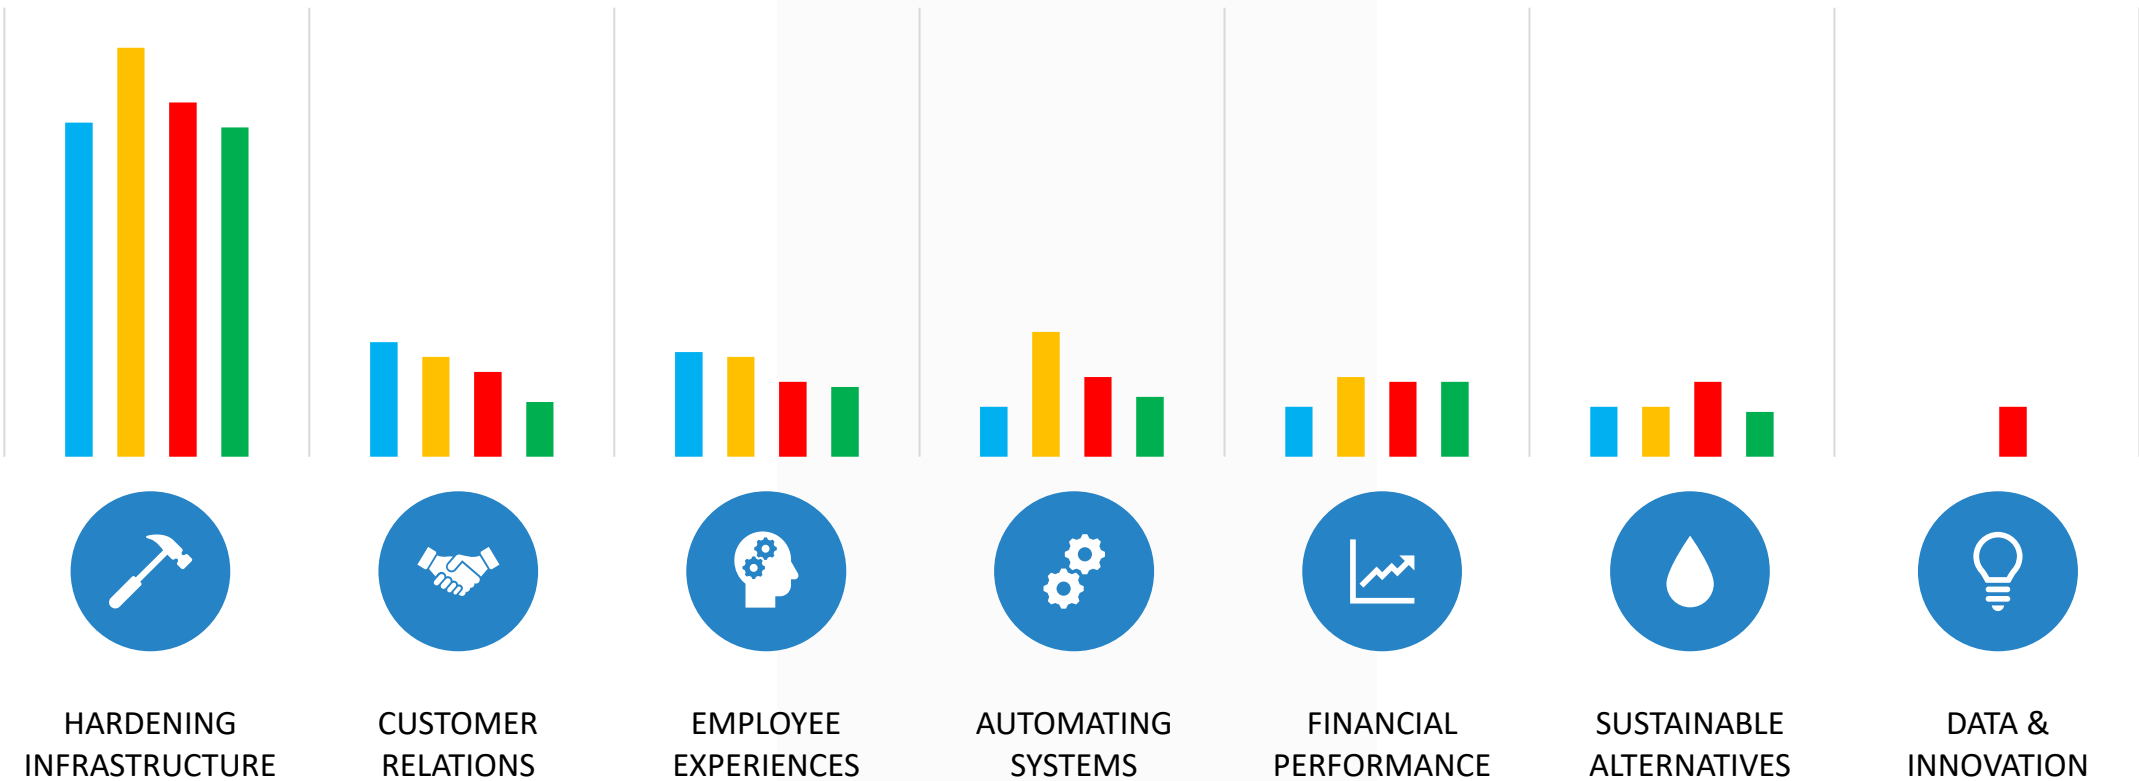 HARDENING
INFRASTRUCTURE
CUSTOMER
RELATIONS
EMPLOYEE
EXPERIENCES
AUTOMATING
SYSTEMS
FINANCIAL
PERFORMANCE
SUSTAINABLE
ALTERNATIVES
DATA &
INNOVATION